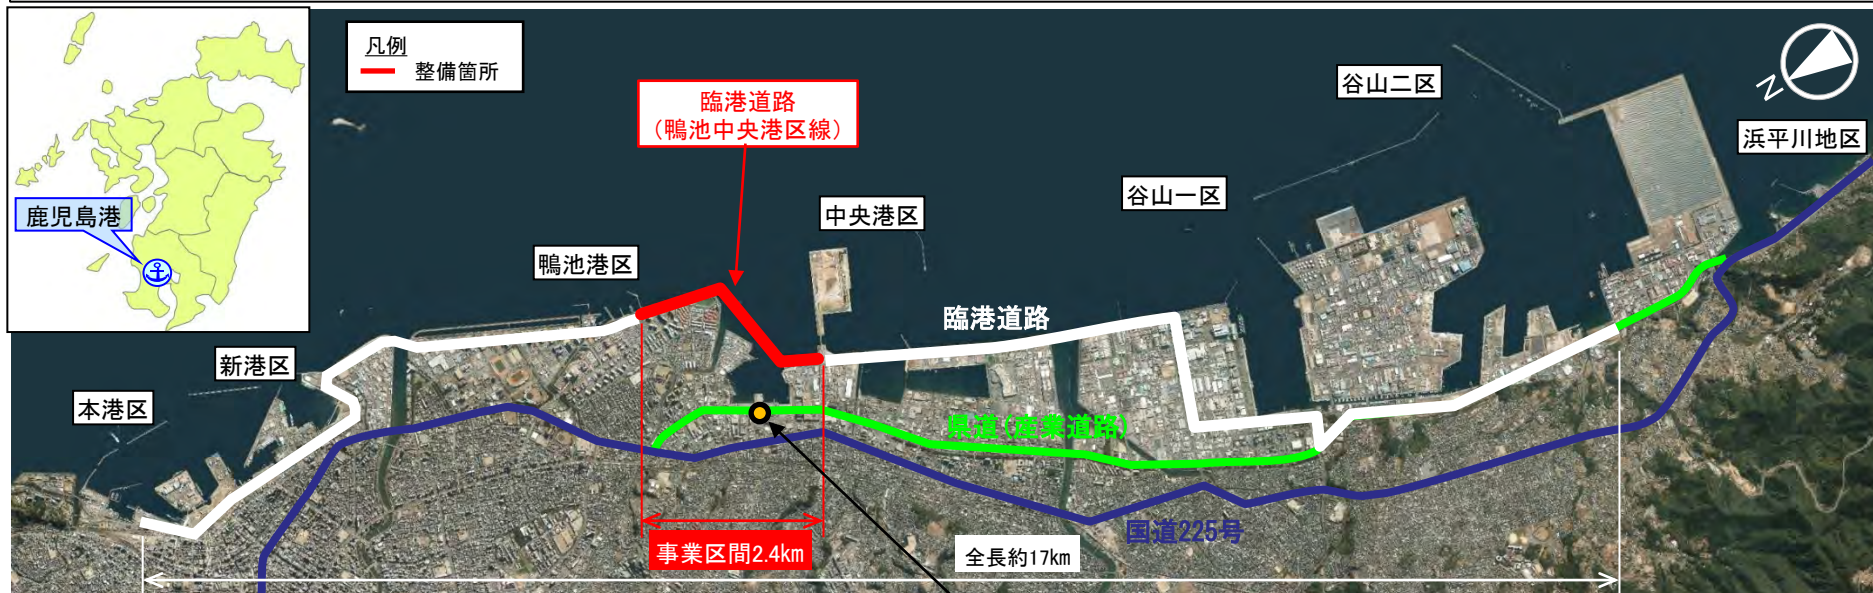 凡例
整備箇所
鹿児島港
臨港道路
（鴨池中央港区線）
谷山二区
N
浜平川地区
谷山一区
中央港区
鴨池港区
臨港道路
新港区
本港区
県道(産業道路)
国道225号
事業区間2.4km
全長約17km